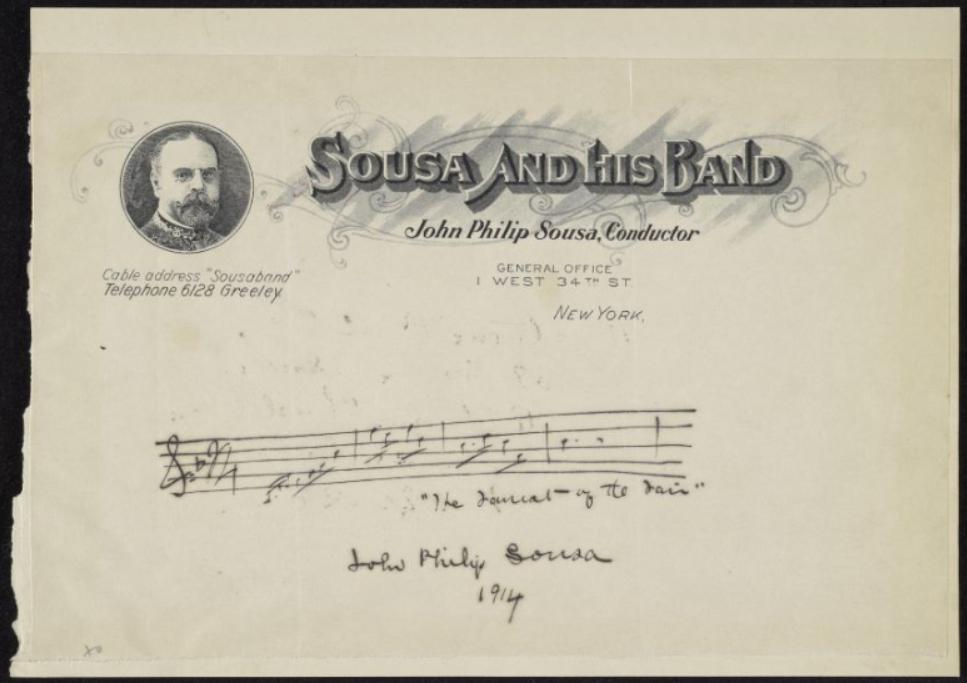 SOUSA AND HIS BAND
John Philip Sousa, Conductor
Cable address "Sousaband"
Telephone 6128 Greeley
GENERAL OFFICE
1 WEST 34TH ST.
NEW YORK,
"The Fairest of the Fair"
John Philip Sousa
1914